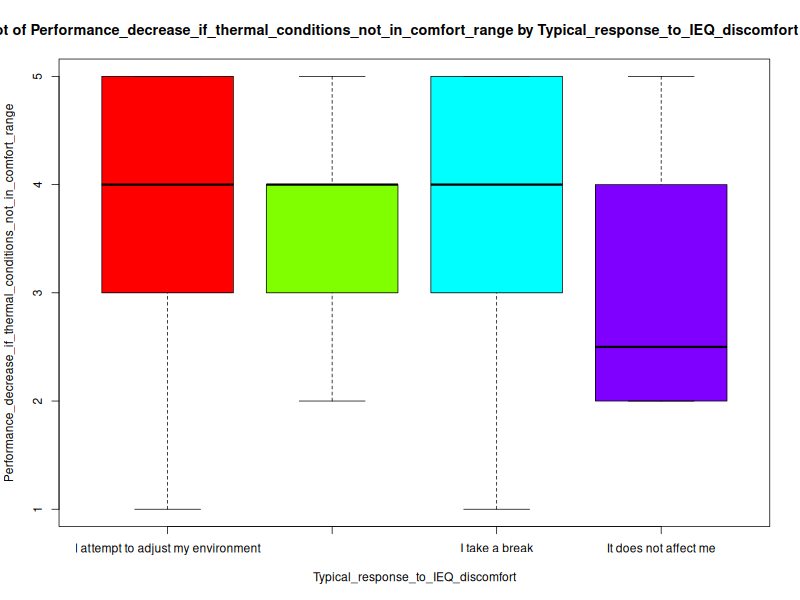 of Performance_decrease_if_thermal_conditions_not_in_comfort_range by Typical_response_to_IEQ_discomfort
Performance_decrease_if_thermal_conditions_not_in_comfort_range
5
4
3
2
1
I attempt to adjust my environment
I take a break
It does not affect me
Typical_response_to_IEQ_discomfort